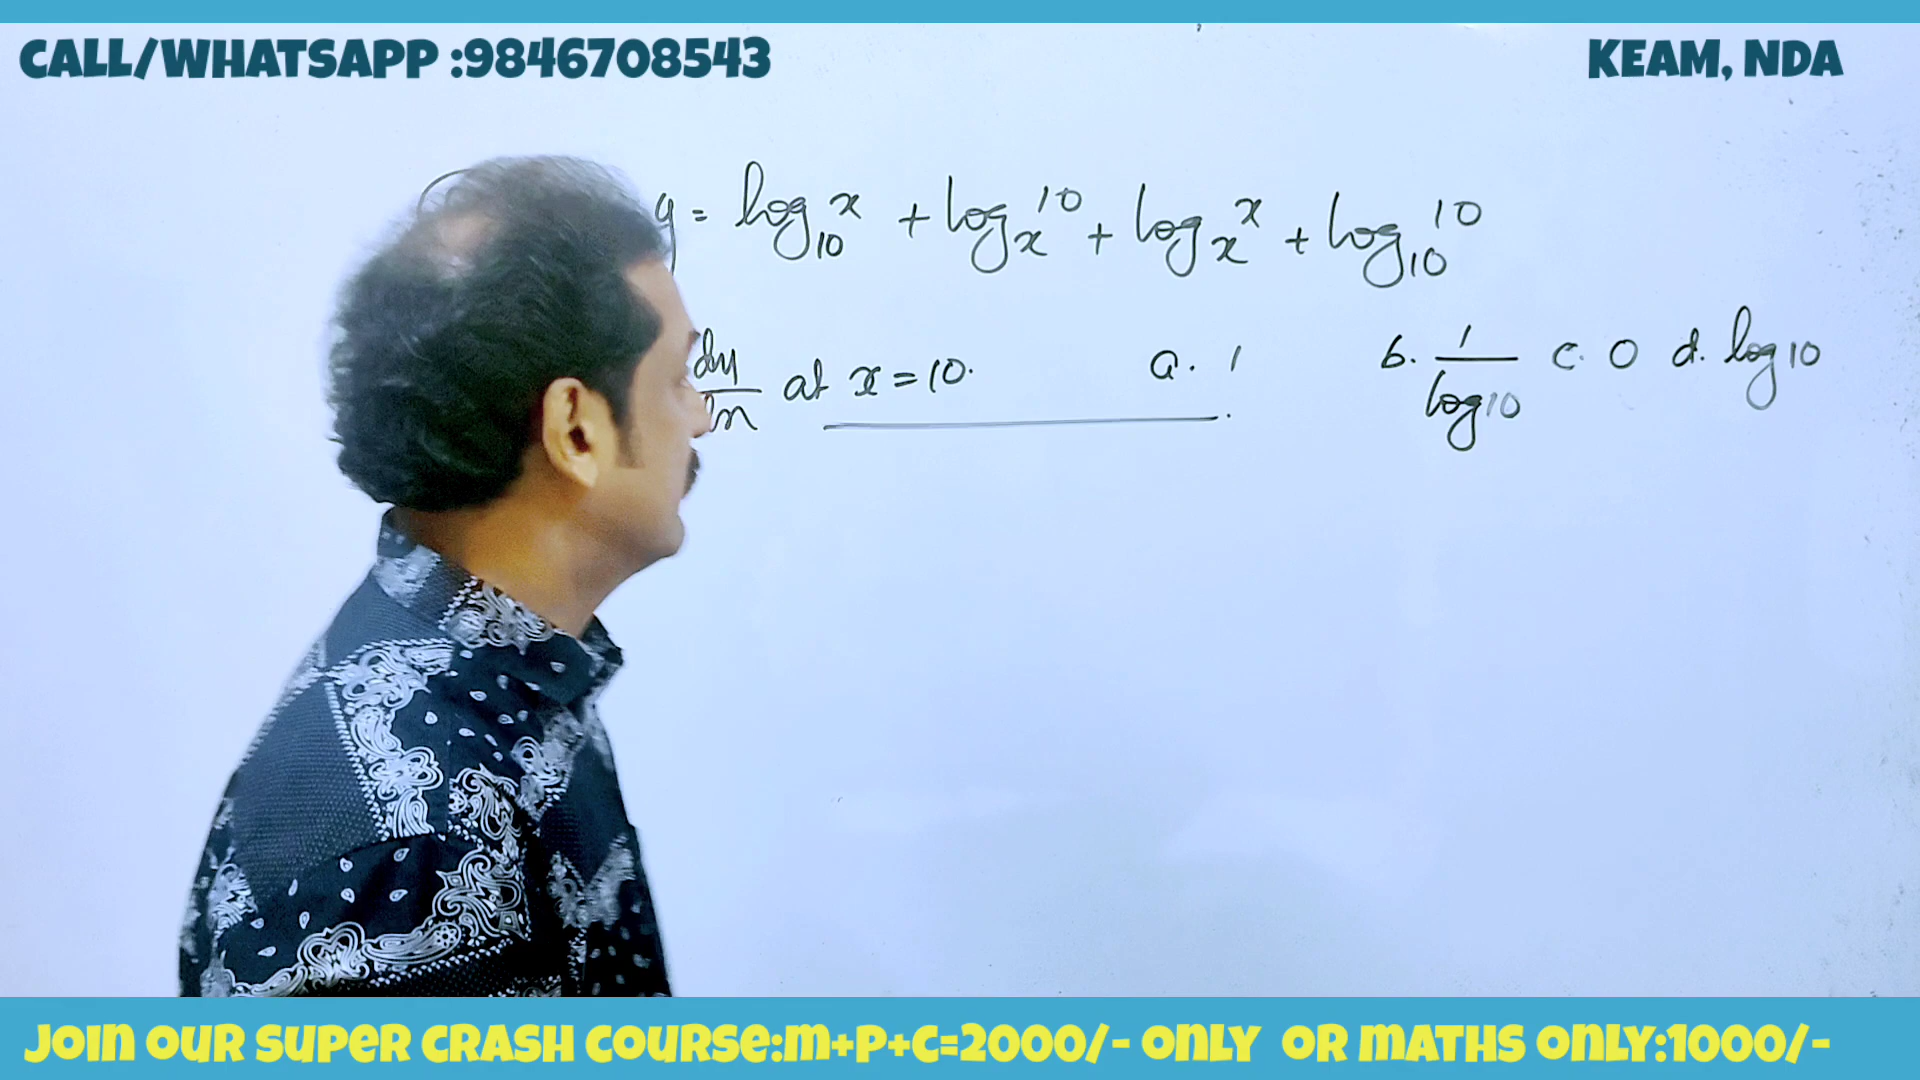 CALL/WHATSAPP :9846708543
KEAM, NDA
y = log₁₀ x + logₓ 10 + logₓ x + log₁₀ 10
dy/dx at x = 10. a. 1 b. 1/log10 c. 0 d. log10
JOIN OUR SUPER CRASH COURSE:M+P+C=2000/- ONLY OR MATHS ONLY:1000/-